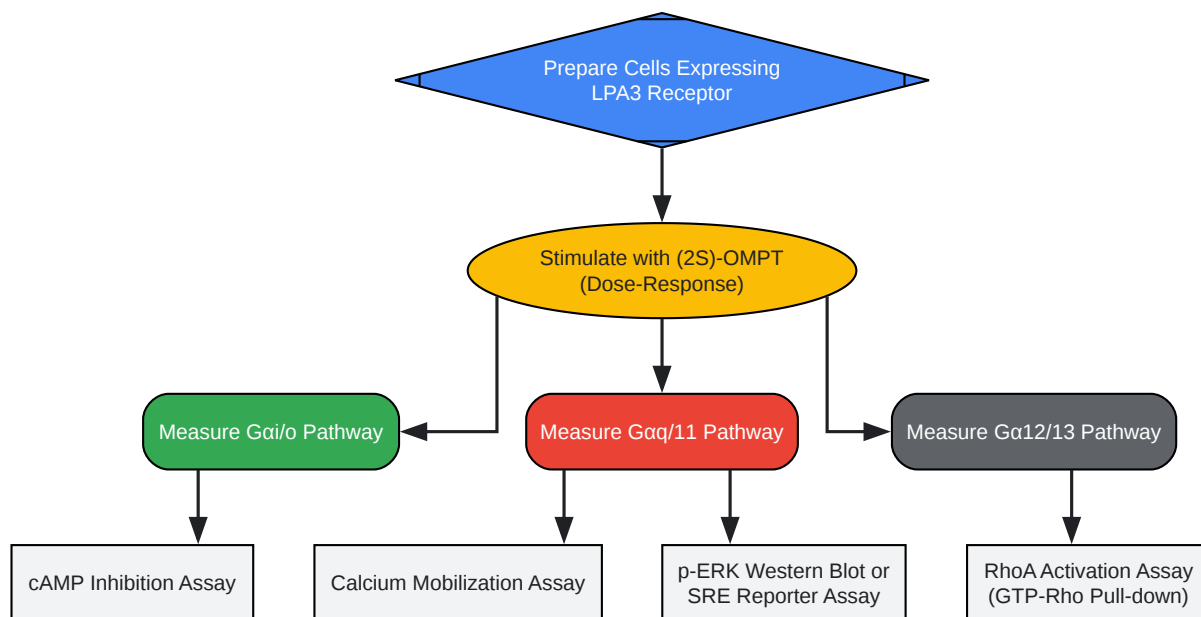 Prepare Cells Expressing
LPA3 Receptor
Stimulate with (2S)-OMPT
(Dose-Response)
Measure Gαi/o Pathway
Measure Gαq/11 Pathway
Measure Gα12/13 Pathway
cAMP Inhibition Assay
Calcium Mobilization Assay
p-ERK Western Blot or
SRE Reporter Assay
RhoA Activation Assay
(GTP-Rho Pull-down)